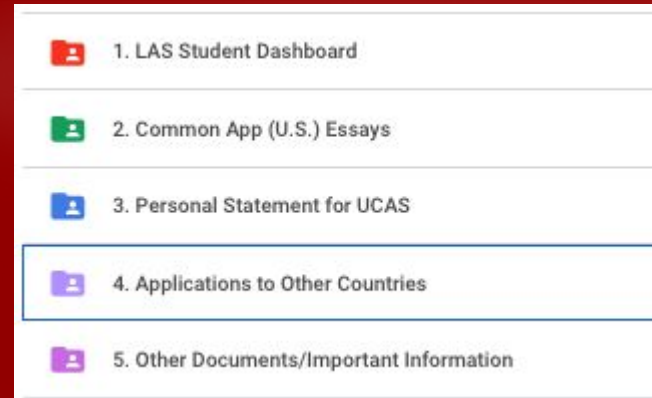 1. LAS Student Dashboard
2. Common App (U.S.) Essays
3. Personal Statement for UCAS
4. Applications to Other Countries
5. Other Documents/Important Information